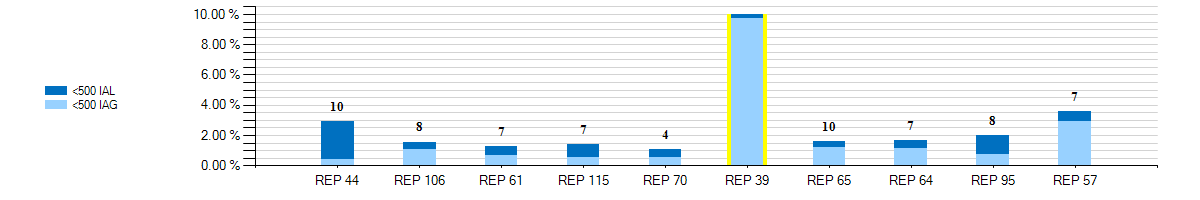 10.00 %
8.00 %
6.00 %
4.00 %
2.00 %
0.00 %
<500 IAL
<500 IAG
10
8
7
7
4
10
7
8
7
REP 44
REP 106
REP 61
REP 115
REP 70
REP 39
REP 65
REP 64
REP 95
REP 57